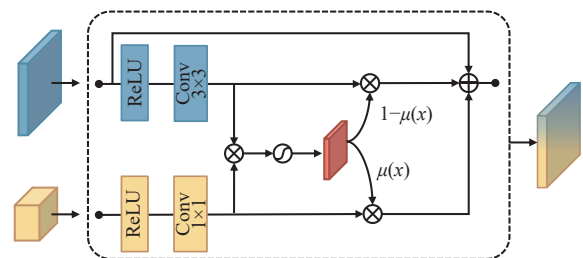 ReLU
Conv
3×3
1−μ(x)
μ(x)
ReLU
Conv
1×1